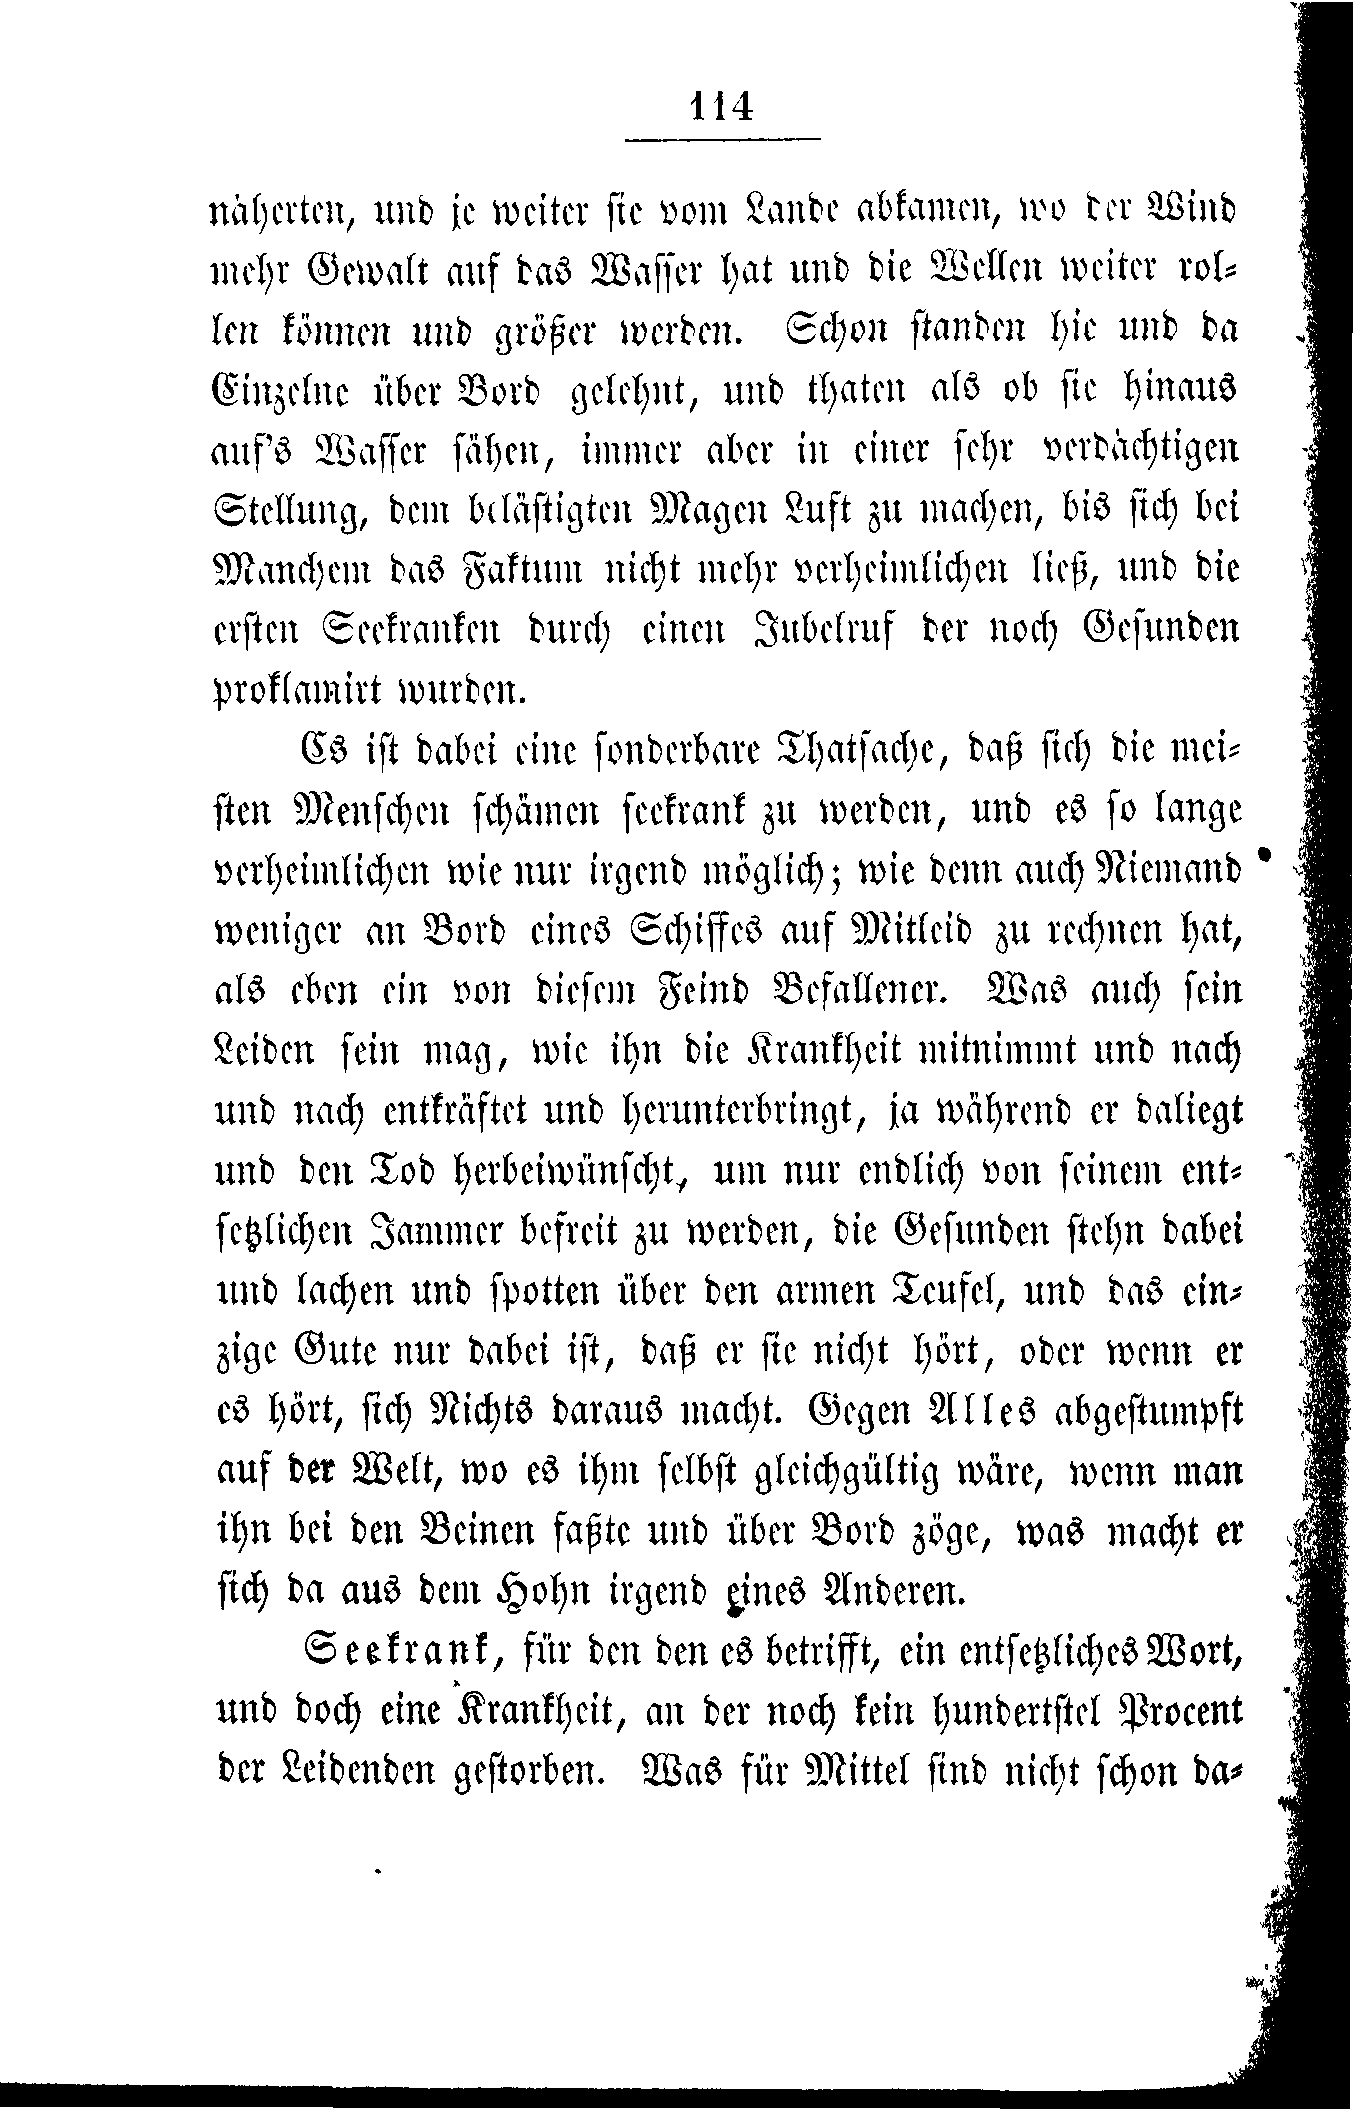 114
näherten, und je weiter sie vom Lande abkamen, wo der Wind
mehr Gewalt auf das Wasser hat und die Wellen weiter rol-
len können und größer werden. Schon standen hie und da
Einzelne über Bord gelehnt, und thaten als ob sie hinaus
auf's Wasser sähen, immer aber in einer sehr verdächtigen
Stellung, dem belästigten Magen Luft zu machen, bis sich bei
Manchem das Faktum nicht mehr verheimlichen ließ, und die
ersten Seekranken durch einen Jubelruf der noch Gesunden
proklamirt wurden.
Es ist dabei eine sonderbare Thatsache, daß sich die mei-
sten Menschen schämen seekrank zu werden, und es so lange
verheimlichen wie nur irgend möglich; wie denn auch Niemand
weniger an Bord eines Schiffes auf Mitleid zu rechnen hat,
als eben ein von diesem Feind Befallener. Was auch sein
Leiden sein mag, wie ihn die Krankheit mitnimmt und nach
und nach entkräftet und herunterbringt, ja während er daliegt
und den Tod herbeiwünscht, um nur endlich von seinem ent-
setzlichen Jammer befreit zu werden, die Gesunden stehn dabei
und lachen und spotten über den armen Teufel, und das ein-
zige Gute nur dabei ist, daß er sie nicht hört, oder wenn er
es hört, sich Nichts daraus macht. Gegen Alles abgestumpft
auf der Welt, wo es ihm selbst gleichgültig wäre, wenn man
ihn bei den Beinen faßte und über Bord zöge, was macht er
sich da aus dem Hohn irgend eines Anderen.
Seekrank, für den den es betrifft, ein entsetzliches Wort,
und doch eine Krankheit, an der noch kein hundertstel Procent
der Leidenden gestorben. Was für Mittel sind nicht schon da-